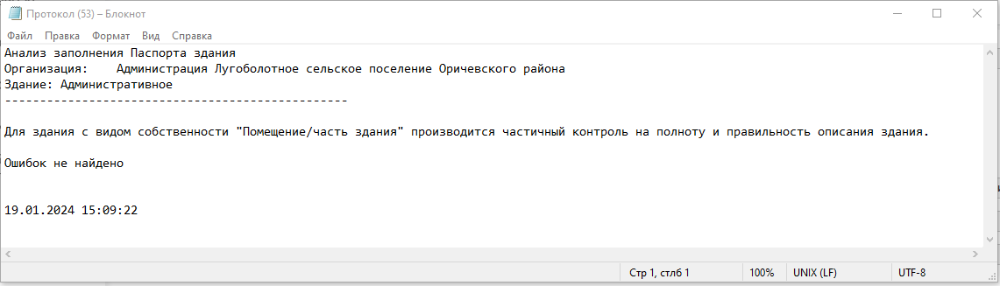 Протокол (53) – Блокнот
Файл Правка Формат Вид Справка
Анализ заполнения Паспорта здания
Организация: Администрация Лугоболотное сельское поселение Оричевского района
Здание: Административное
-------------------------------------------------
Для здания с видом собственности "Помещение/часть здания" производится частичный контроль на полноту и правильность описания здания.
Ошибок не найдено
19.01.2024 15:09:22
Стр 1, стлб 1 100% UNIX (LF) UTF-8